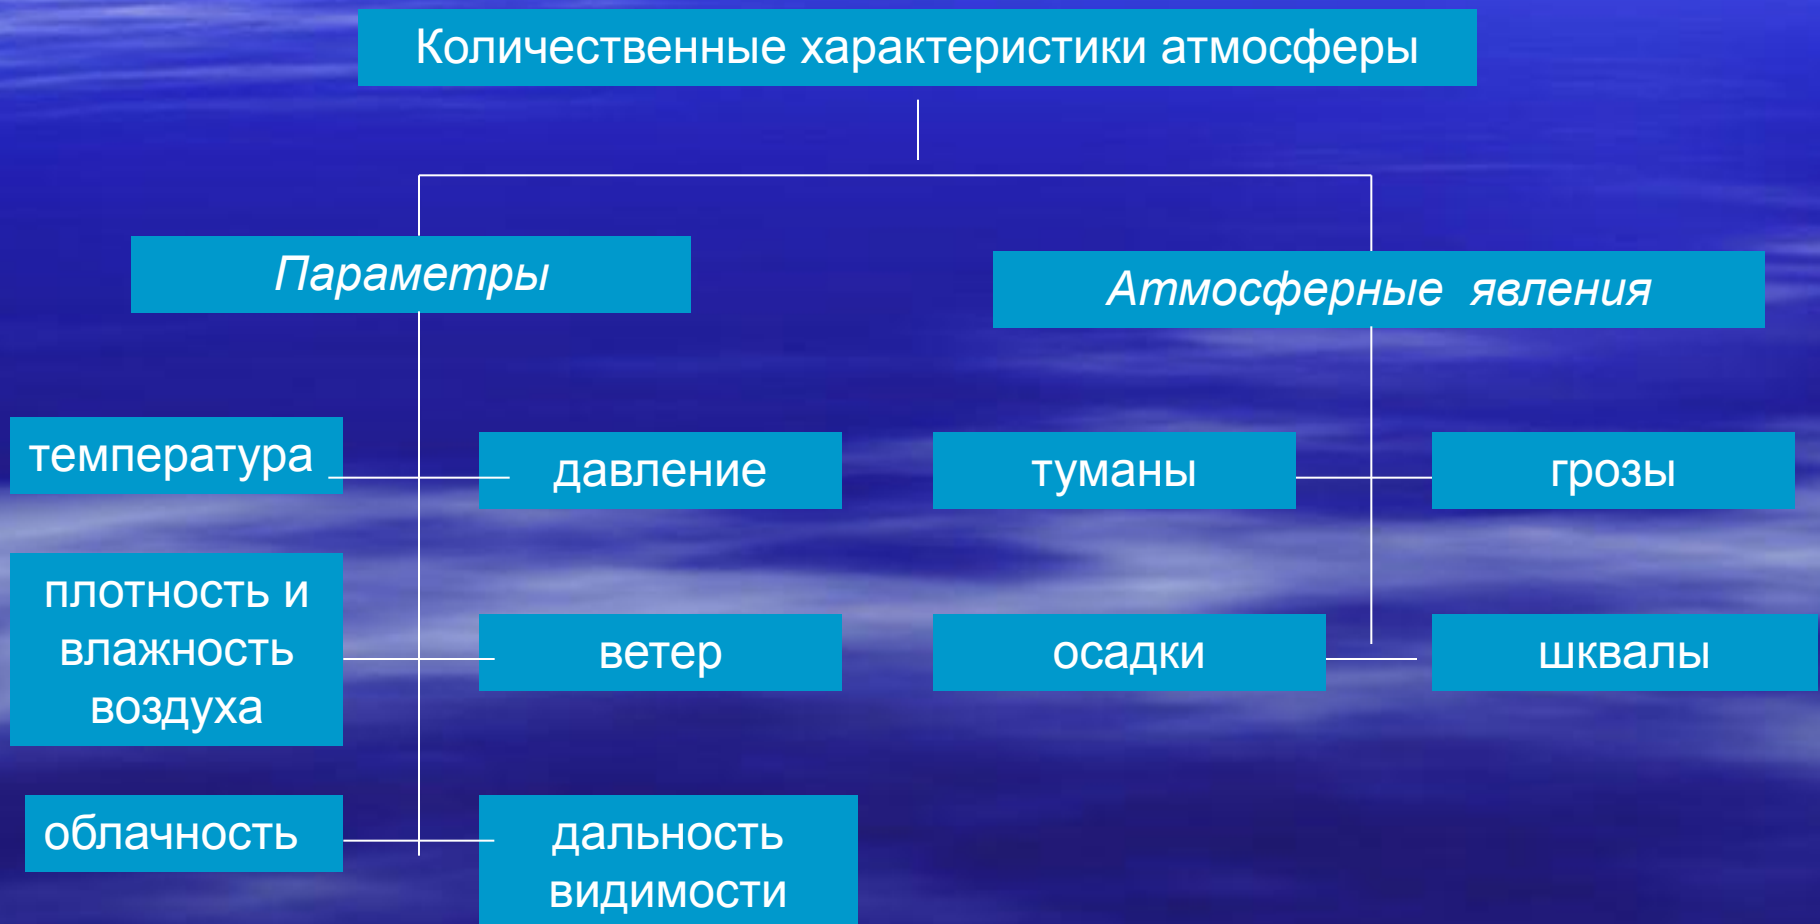 Количественные характеристики атмосферы
Параметры
Атмосферные явления
температура
давление
туманы
грозы
плотность и
влажность
воздуха
ветер
осадки
шквалы
облачность
дальность
видимости